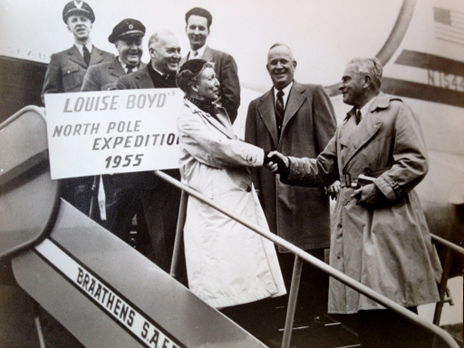 LOUISE BOYD'S
NORTH POLE
EXPEDITION
1955
BRAATHENS S.A.F.E.